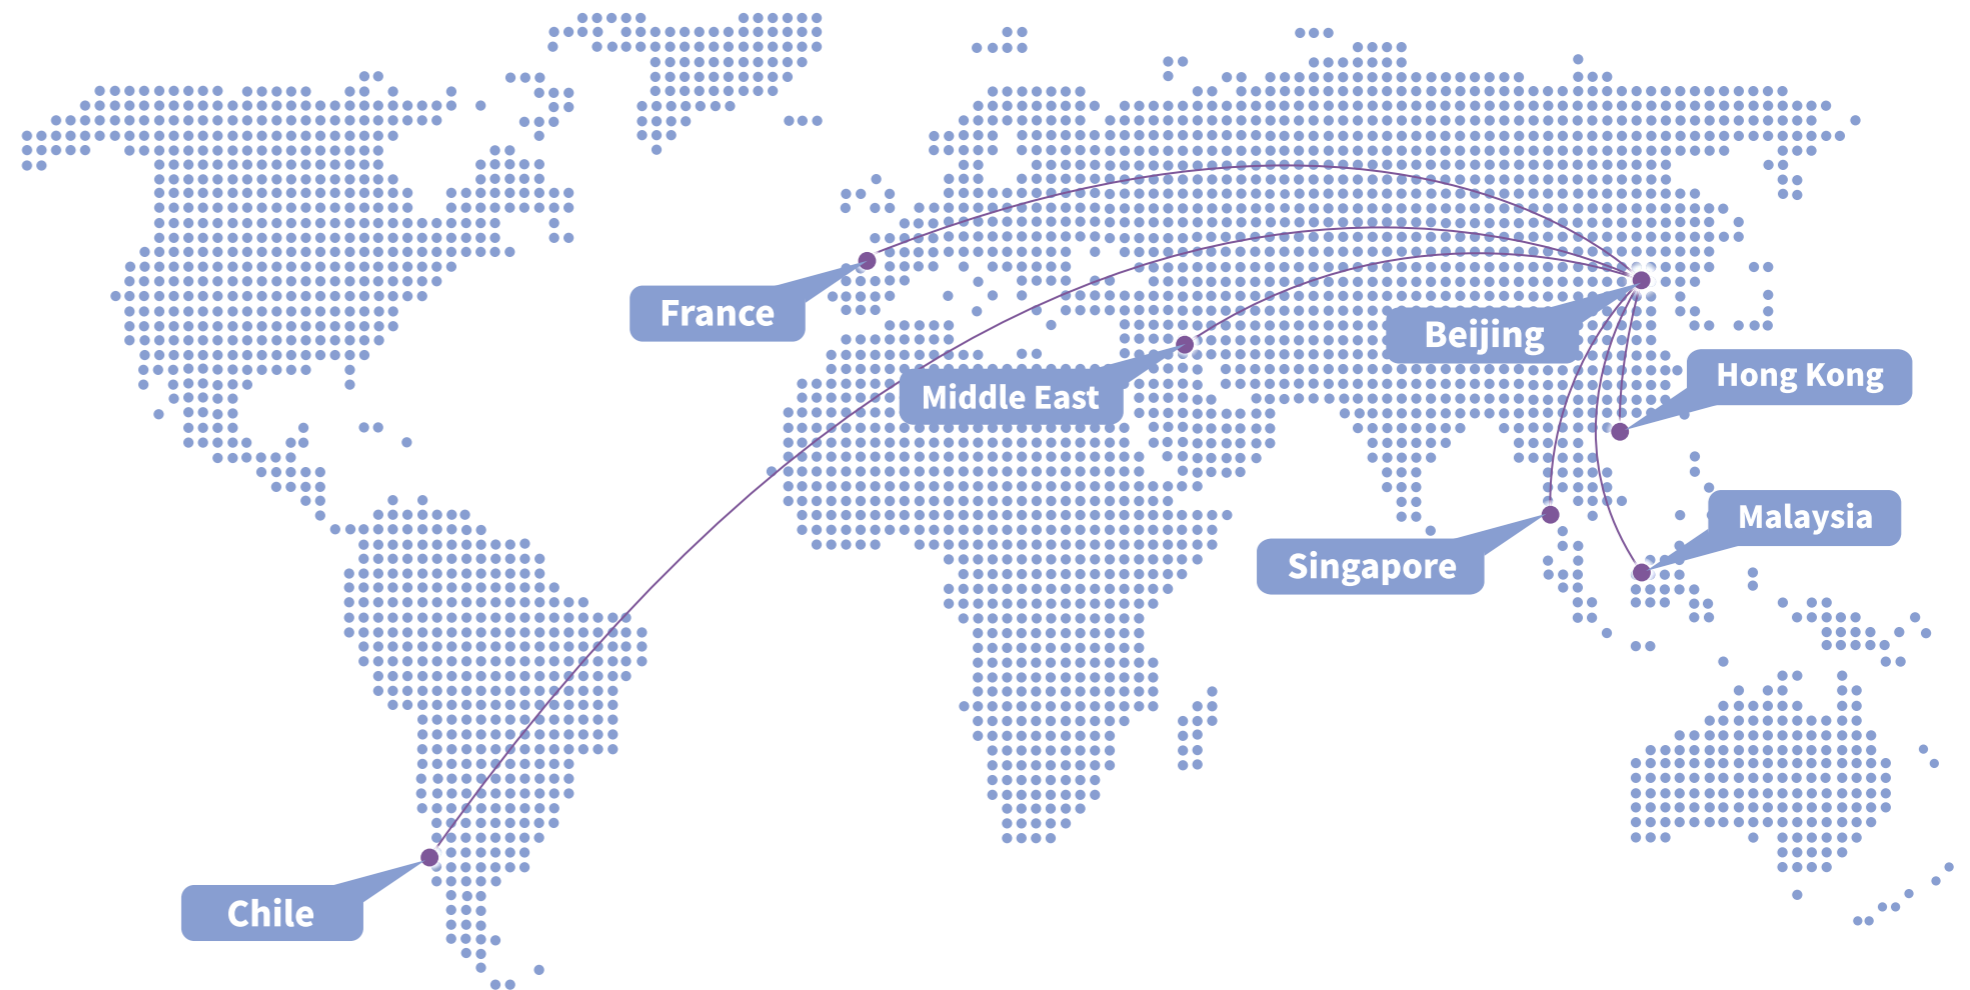 France
Beijing
Hong Kong
Middle East
Malaysia
Singapore
Chile